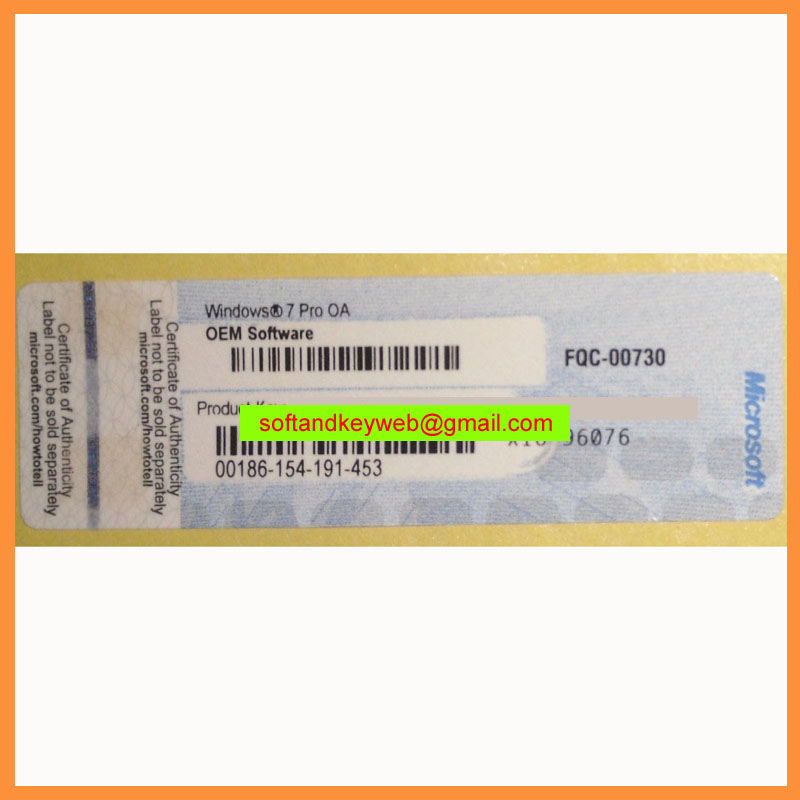 Certificate of Authenticity
Label not to be sold separately
microsoft.com/howtotell
Certificate of Authenticity
Label not to be sold separately
microsoft.com/howtotell
Windows® 7 Pro OA
OEM Software
FQC-00730
Product
softandkeyweb@gmail.com
96076
00186-154-191-453
Microsoft